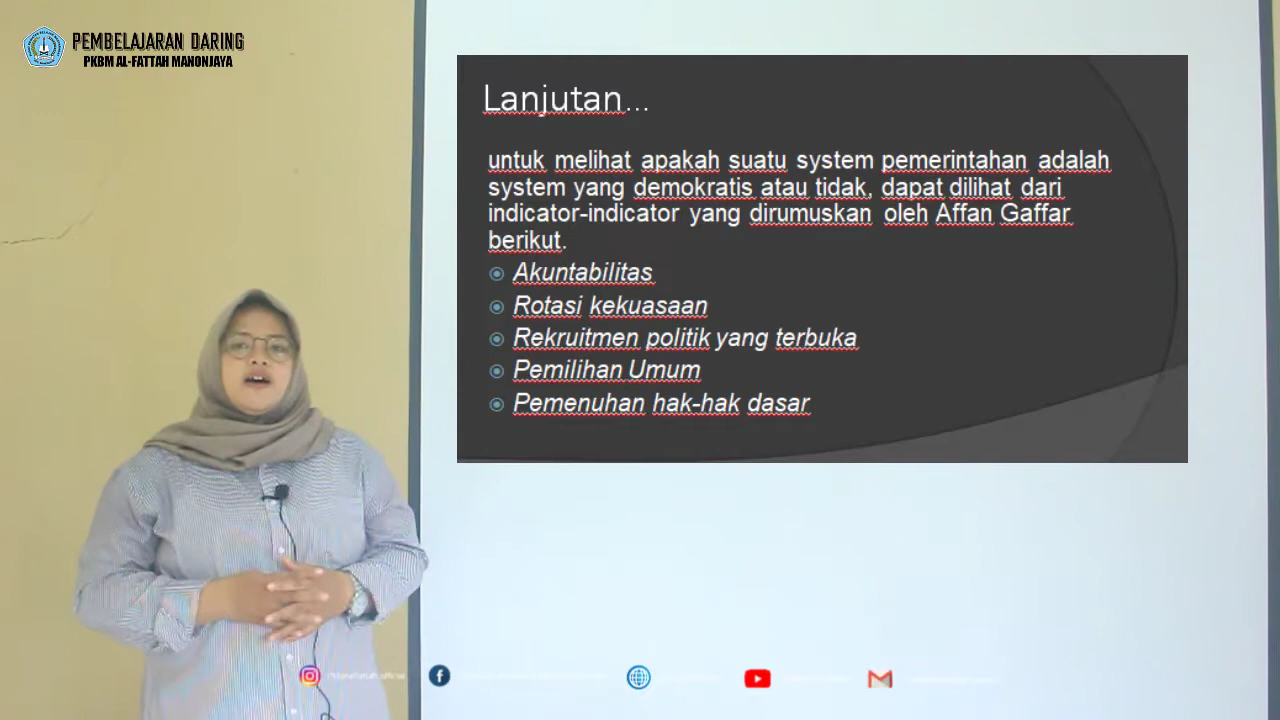 PEMBELAJARAN DARING
PKBM AL-FATTAH MANONJAYA
Lanjutan...
untuk melihat apakah suatu system pemerintahan adalah
system yang demokratis atau tidak, dapat dilihat dari
indicator-indicator yang dirumuskan oleh Affan Gaffar
berikut.
Akuntabilitas
Rotasi kekuasaan
Rekruitmen politik yang terbuka
Pemilihan Umum
Pemenuhan hak-hak dasar